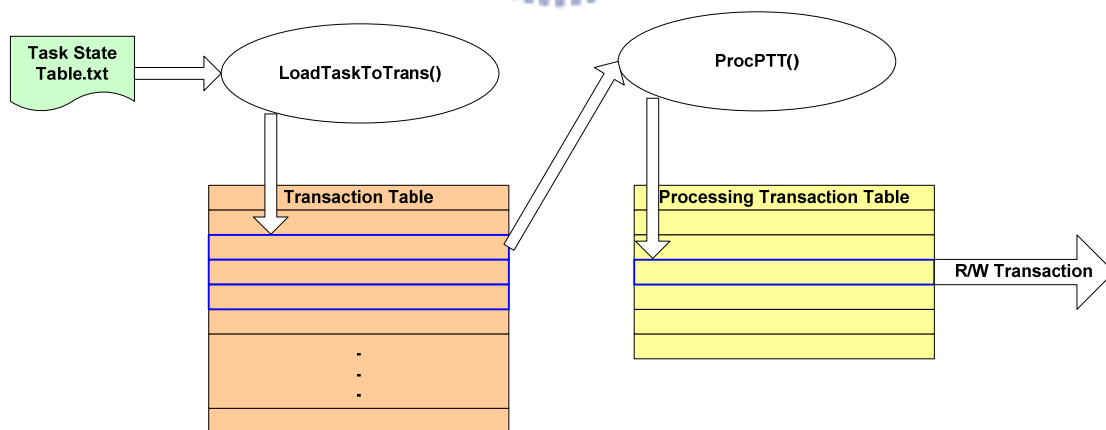 Task State
Table.txt
LoadTaskToTrans()
ProcPTT()
Transaction Table
Processing Transaction Table
R/W Transaction